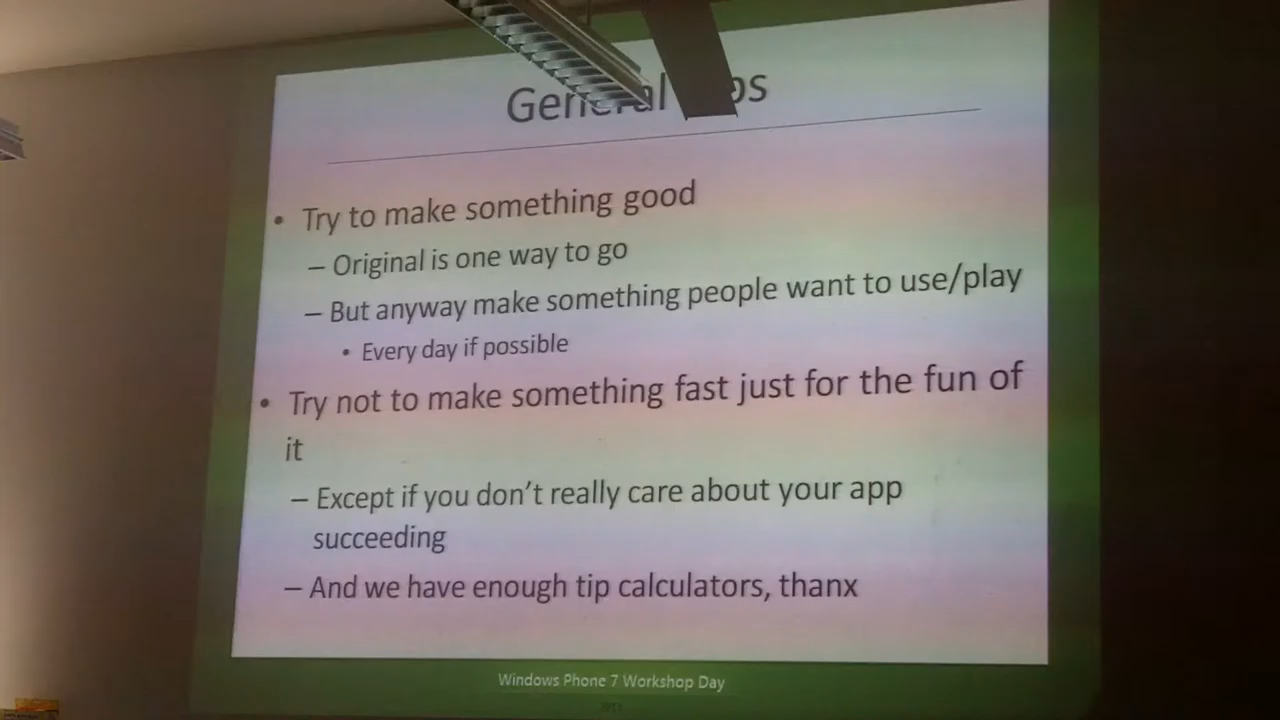 General
• Try to make something good
– Original is one way to go
– But anyway make something people want to use/play
• Every day if possible
• Try not to make something fast just for the fun of
it
– Except if you don't really care about your app
succeeding
– And we have enough tip calculators, thanx
Windows Phone 7 Workshop Day